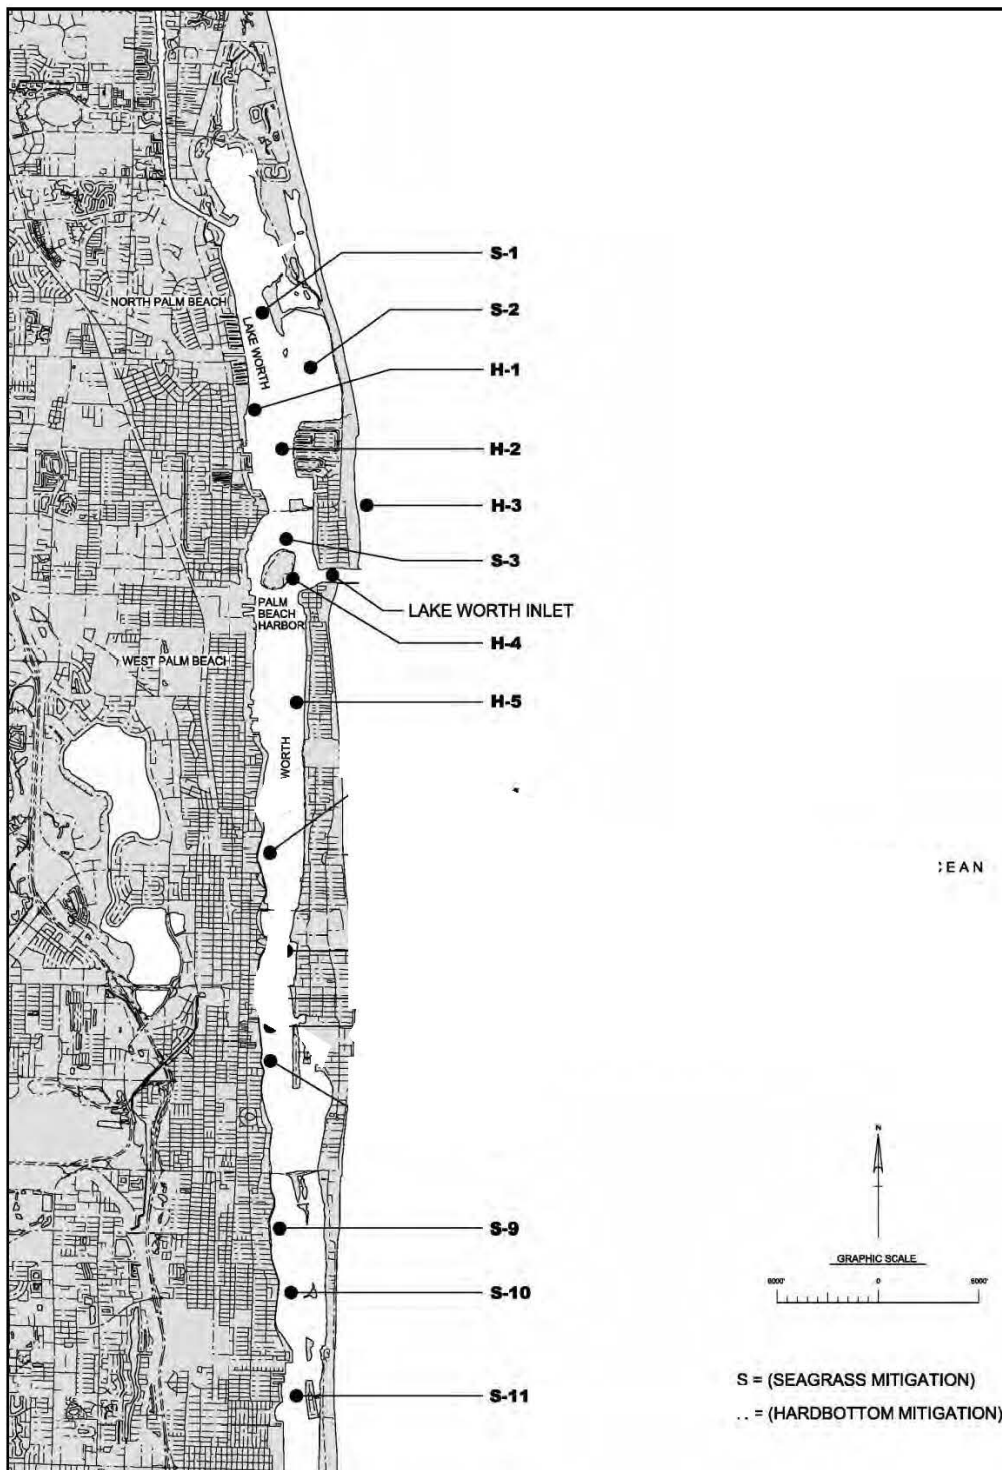 S-1
NORTH PALM BEACH
S-2
LAKE WORTH
H-1
H-2
H-3
S-3
LAKE WORTH INLET
PALM
BEACH
HARBOR
H-4
WEST PALM BEACH
H-5
WORTH
EAN
N
S-9
GRAPHIC SCALE
0
S-10
S = (SEAGRASS MITIGATION)
S-11
= (HARDBOTTOM MITIGATION)